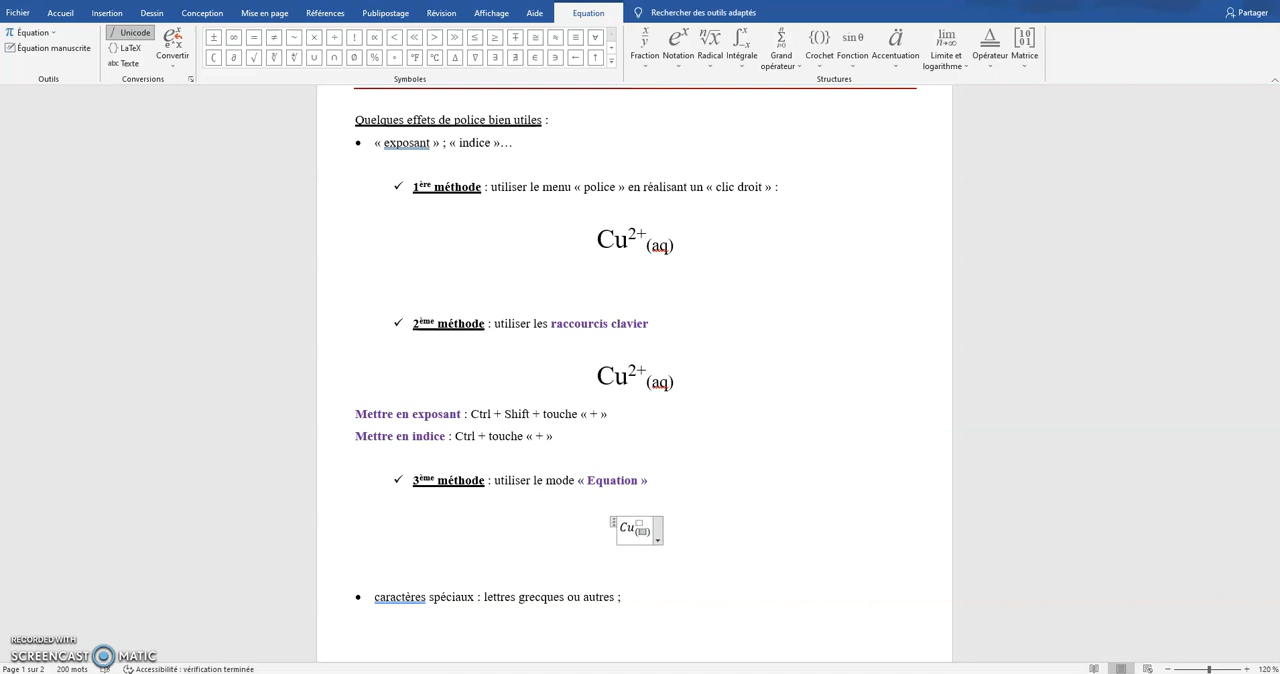 Fichier Accueil Insertion Dessin Conception Mise en page Références Publipostage Révision Affichage Aide Equation Rechercher des outils adaptés Partager
π Équation
Équation manuscrite
Outils
Unicode
LaTeX
abc Texte
Convertir
Conversions
± ∞ = ≠ ~ × ÷ ! ∝ < ≪ > ≫ ≤ ≥ ∓ ≅ ≈ ≡ ∀
∁ ∂ √ ∛ ∜ ∪ ∩ ∅ % ° °F °C ∆ ∇ ∃ ∄ ∈ ∋ ← ↑
Symboles
Fraction Notation Radical Intégrale Grand opérateur Crochet Fonction Accentuation Limite et logarithme Opérateur Matrice
Structures
Quelques effets de police bien utiles :
• « exposant » ; « indice »…
✓ 1ère méthode : utiliser le menu « police » en réalisant un « clic droit » :
Cu2+(aq)
✓ 2ème méthode : utiliser les raccourcis clavier
Cu2+(aq)
Mettre en exposant : Ctrl + Shift + touche « + »
Mettre en indice : Ctrl + touche « + »
✓ 3ème méthode : utiliser le mode « Equation »
Cu()
• caractères spéciaux : lettres grecques ou autres ;
RECORDED WITH
SCREENCAST MATIC
Page 1 sur 2 200 mots Accessibilité : vérification terminée 120 %